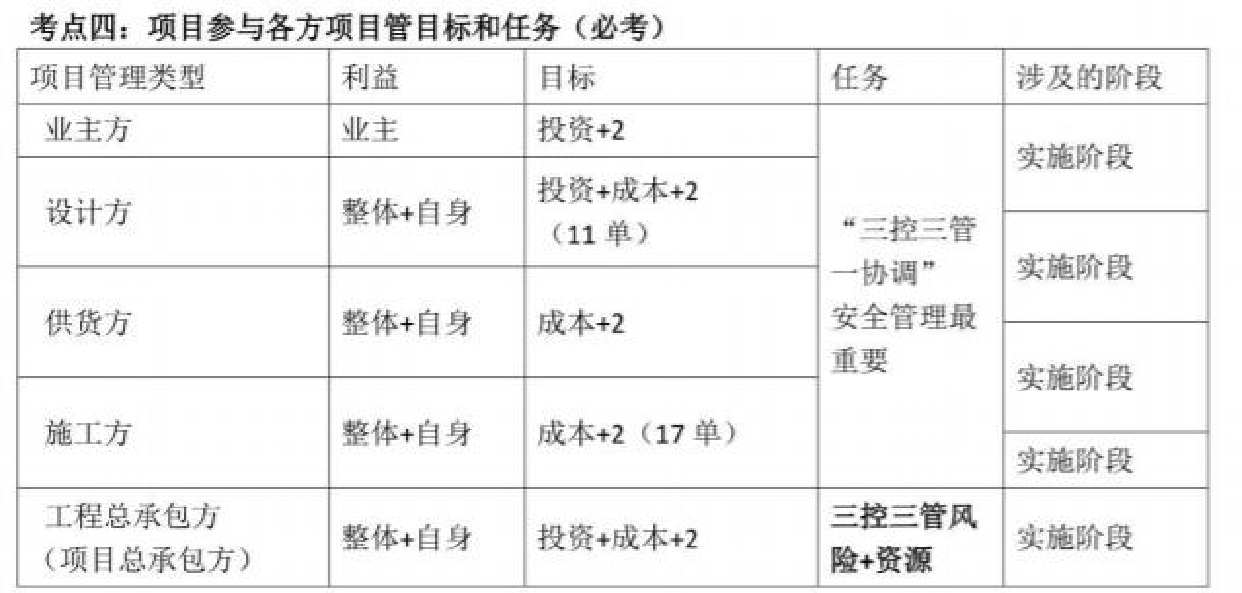 考点四：项目参与各方项目管目标和任务（必考）
项目管理类型 利益 目标 任务 涉及的阶段
业主方 业主 投资+2
实施阶段
设计方 整体+自身 投资+成本+2
（11 单）
“三控三管
一协调”
安全管理最
重要
实施阶段
供货方 整体+自身 成本+2
实施阶段
施工方 整体+自身 成本+2（17 单）
实施阶段
工程总承包方
（项目总承包方） 整体+自身 投资+成本+2
三控三管风
险+资源
实施阶段